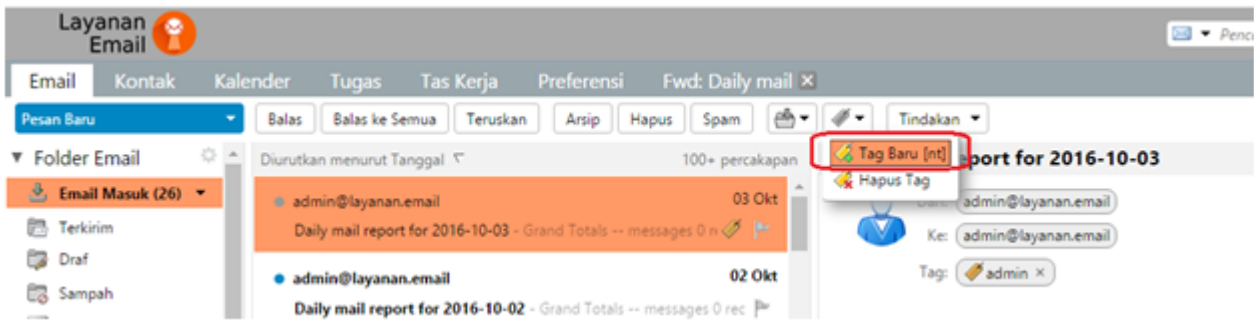 Layanan
Email
Email Kontak Kalender Tugas Tas Kerja Preferensi Fwd: Daily mail
Pesan Baru Balas Balas ke Semua Teruskan Arsip Hapus Spam Tindakan
Folder Email
Diurutkan menurut Tanggal 100+ percakapan
Tag Baru [nt]
port for 2016-10-03
Hapus Tag
Email Masuk (26)
admin@layanan.email 03 Okt
admin@layanan.email
Terkirim
Daily mail report for 2016-10-03 - Grand Totals -- messages 0 r
Ke: admin@layanan.email
Draf
Tag: admin ×
admin@layanan.email 02 Okt
Sampah
Daily mail report for 2016-10-02 - Grand Totals -- messages 0 rec